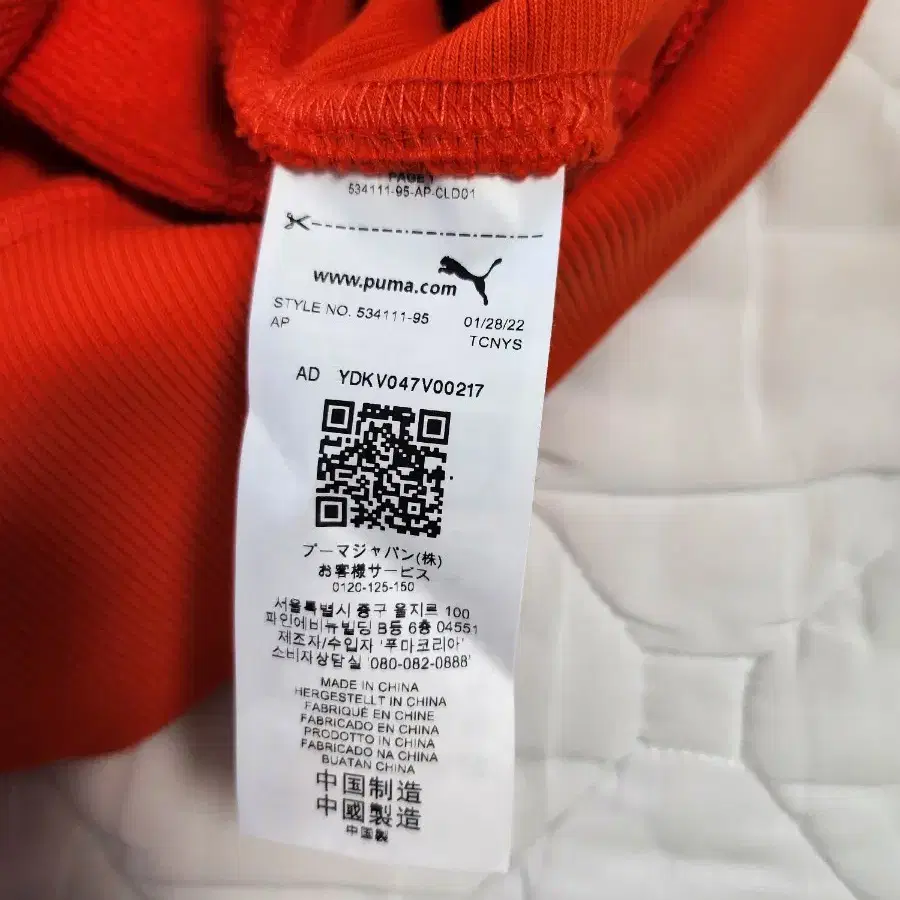 PAGE 1
534111-95-AP-CLD01
www.puma.com
STYLE NO. 534111-95 01/28/22
AP TCNYS
AD YDKV047V00217
プーマジャパン(株)
お客様サービス
0120-125-150
서울특별시 중구 을지르 100
파인에비뉴빌딩 B동 6층 04551
제조자/수입자 '푸마코리아'
소비자상담실 '080-082-0888'
MADE IN CHINA
HERGESTELLT IN CHINA
FABRIQUÉ EN CHINE
FABRICADO EN CHINA
PRODOTTO IN CHINA
FABRICADO NA CHINA
BUATAN CHINA
中国制造
中國製造
中国製